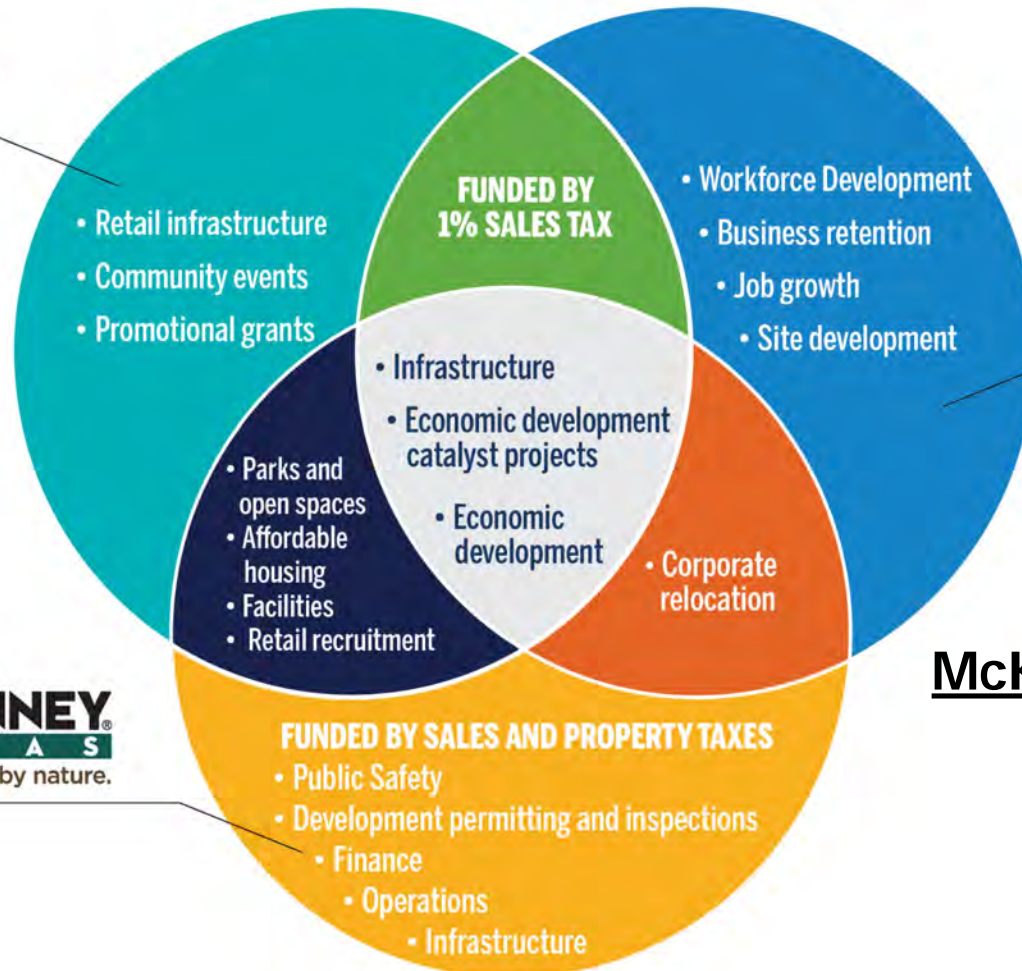 FUNDED BY
1% SALES TAX
• Retail infrastructure
• Community events
• Promotional grants
• Workforce Development
• Business retention
• Job growth
• Site development
• Infrastructure
• Economic development
catalyst projects
• Economic
development
• Parks and
open spaces
• Affordable
housing
• Facilities
• Retail recruitment
• Corporate
relocation
NNEY®
A S
by nature.
McK
FUNDED BY SALES AND PROPERTY TAXES
• Public Safety
• Development permitting and inspections
• Finance
• Operations
• Infrastructure